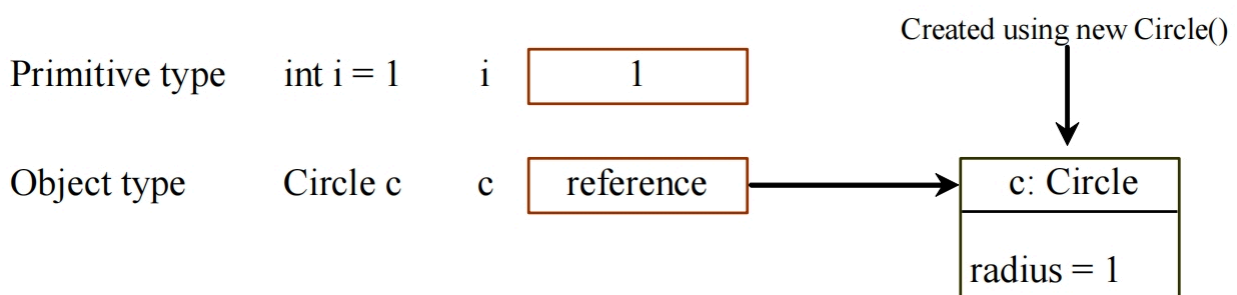 Created using new Circle()
Primitive type int i = 1 i 1
Object type Circle c c reference c: Circle
radius = 1